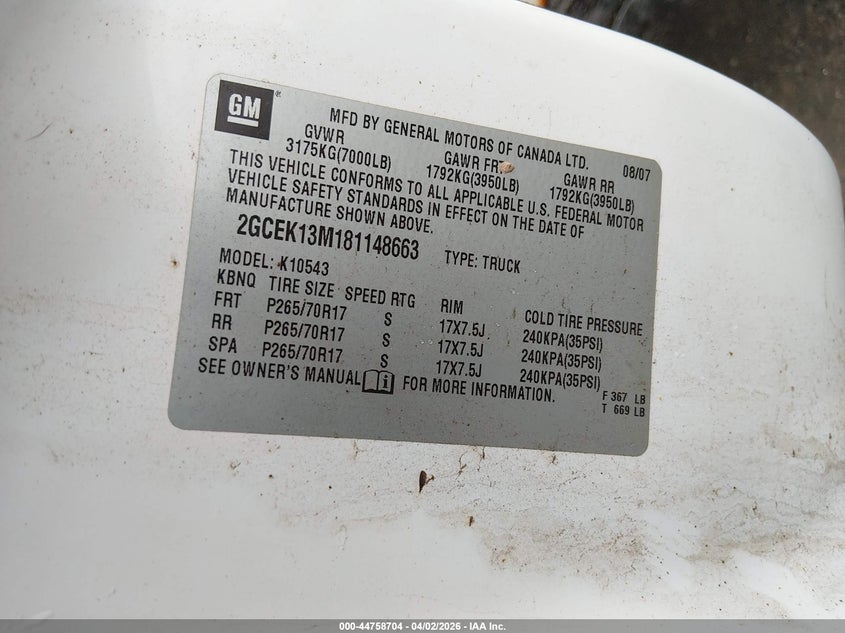 GM®
MFD BY GENERAL MOTORS OF CANADA LTD. 08/07
GVWR GAWR FRT GAWR RR
3175KG(7000LB) 1792KG(3950LB) 1792KG(3950LB)
THIS VEHICLE CONFORMS TO ALL APPLICABLE U.S. FEDERAL MOTOR
VEHICLE SAFETY STANDARDS IN EFFECT ON THE DATE OF
MANUFACTURE SHOWN ABOVE.
2GCEK13M181148663 TYPE: TRUCK
MODEL: K10543
KBNQ TIRE SIZE SPEED RTG RIM COLD TIRE PRESSURE
FRT P265/70R17 S 17X7.5J 240KPA(35PSI)
RR P265/70R17 S 17X7.5J 240KPA(35PSI)
SPA P265/70R17 S 17X7.5J 240KPA(35PSI)
SEE OWNER'S MANUAL i FOR MORE INFORMATION.
F 367 LB
T 669 LB
000-44758704 - 04/02/2026 - IAA Inc.